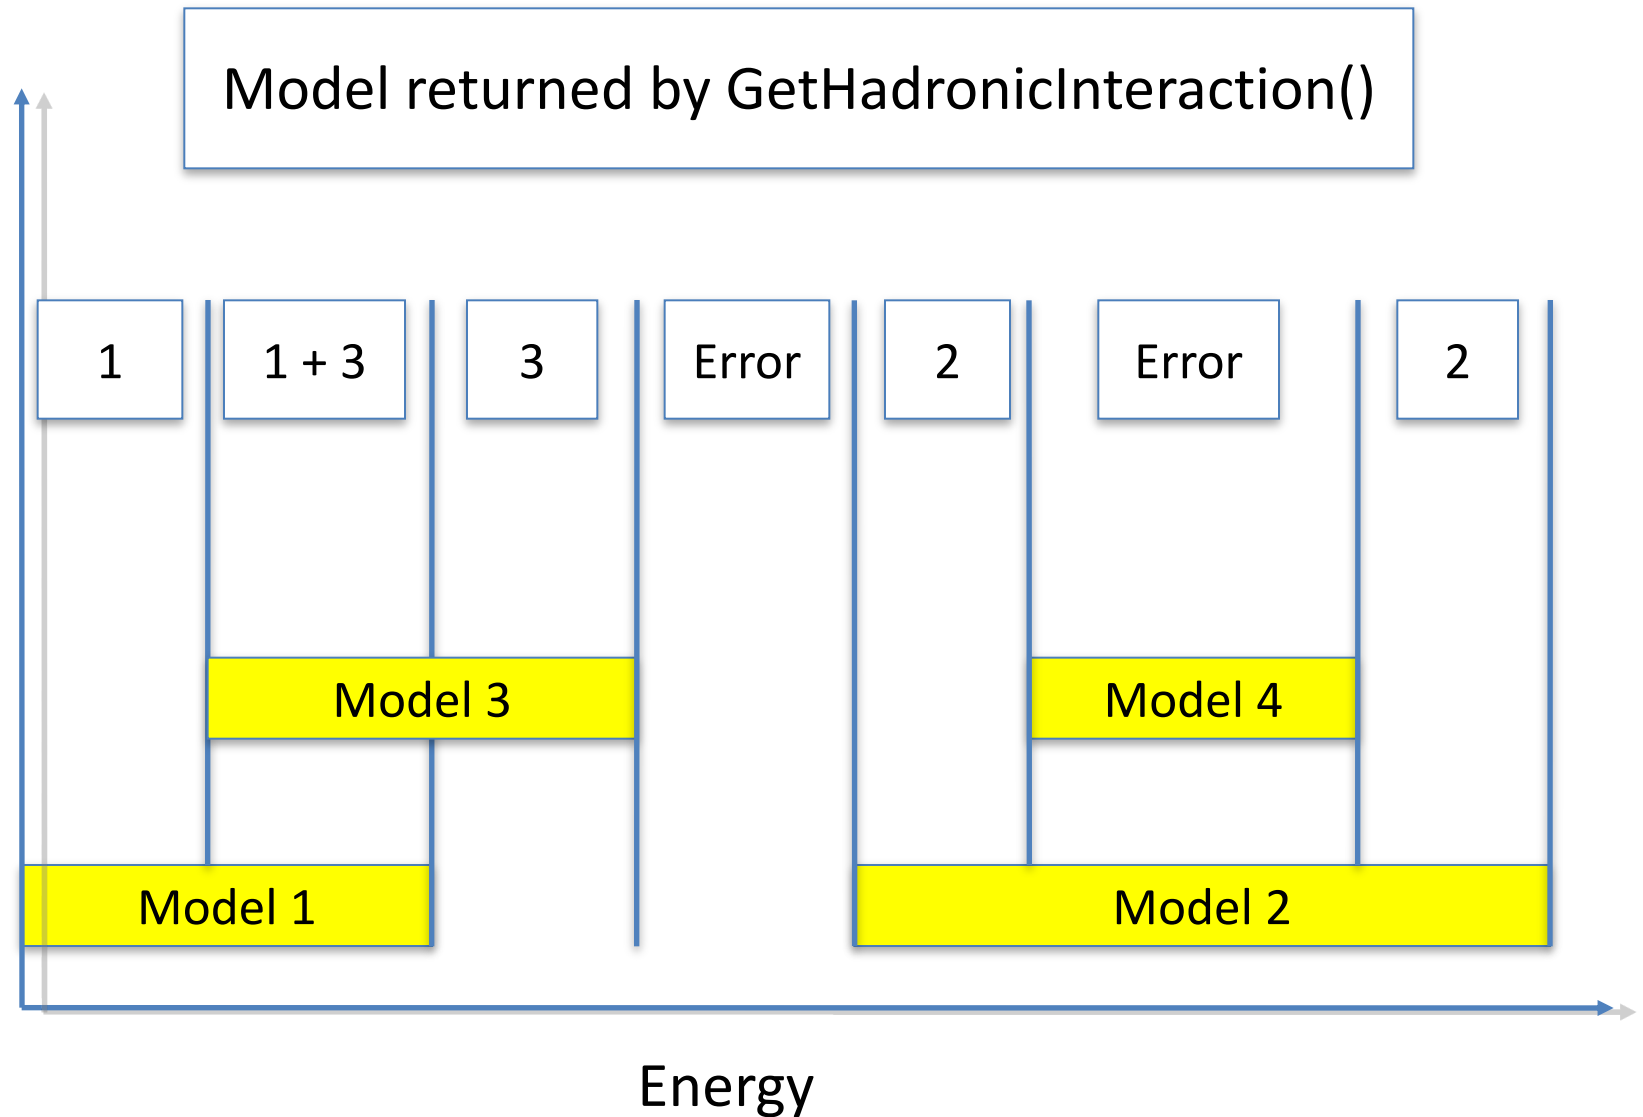 Model returned by GetHadronicInteraction()
1
1 + 3
3
Error
2
Error
2
Model 3
Model 4
Model 1
Model 2
Energy